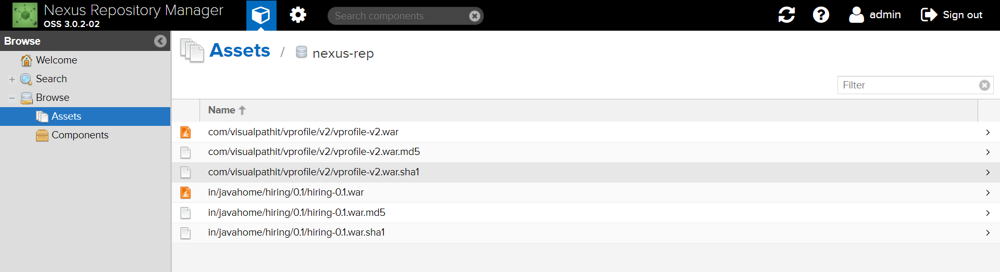 Nexus Repository Manager
OSS 3.0.2-02
Search components
admin
Sign out
Browse
Welcome
Search
Browse
Assets
Components
Assets / nexus-rep
Filter
Name
com/visualpathit/vprofile/v2/vprofile-v2.war
com/visualpathit/vprofile/v2/vprofile-v2.war.md5
com/visualpathit/vprofile/v2/vprofile-v2.war.sha1
in/javahome/hiring/0.1/hiring-0.1.war
in/javahome/hiring/0.1/hiring-0.1.war.md5
in/javahome/hiring/0.1/hiring-0.1.war.sha1